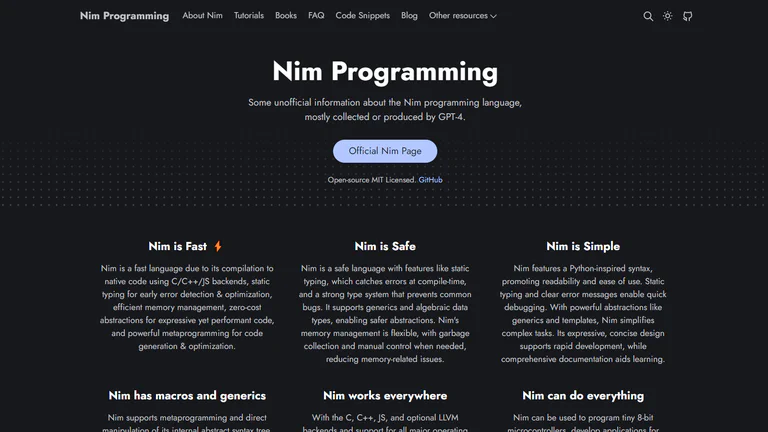 Nim Programming About Nim Tutorials Books FAQ Code Snippets Blog Other resources
Nim Programming
Some unofficial information about the Nim programming language,
mostly collected or produced by GPT-4.
Official Nim Page
Open-source MIT Licensed. GitHub
Nim is Fast
Nim is a fast language due to its compilation to
native code using C/C++/JS backends, static
typing for early error detection & optimization,
efficient memory management, zero-cost
abstractions for expressive yet performant code,
and powerful metaprogramming for code
generation & optimization.
Nim is Safe
Nim is a safe language with features like static
typing, which catches errors at compile-time,
and a strong type system that prevents common
bugs. It supports generics and algebraic data
types, enabling safer abstractions. Nim's
memory management is flexible, with garbage
collection and manual control when needed,
reducing memory-related issues.
Nim is Simple
Nim features a Python-inspired syntax,
promoting readability and ease of use. Static
typing and clear error messages enable quick
debugging. With powerful abstractions like
generics and templates, Nim simplifies
complex tasks. Its expressive, concise design
supports rapid development, while
comprehensive documentation aids learning.
Nim has macros and generics
Nim supports metaprogramming and direct
manipulation of its internal abstract syntax tree
Nim works everywhere
With the C, C++, JS, and optional LLVM
backends and support for all major operating
Nim can do everything
Nim can be used to program tiny 8-bit
microcontrollers, develop applications for